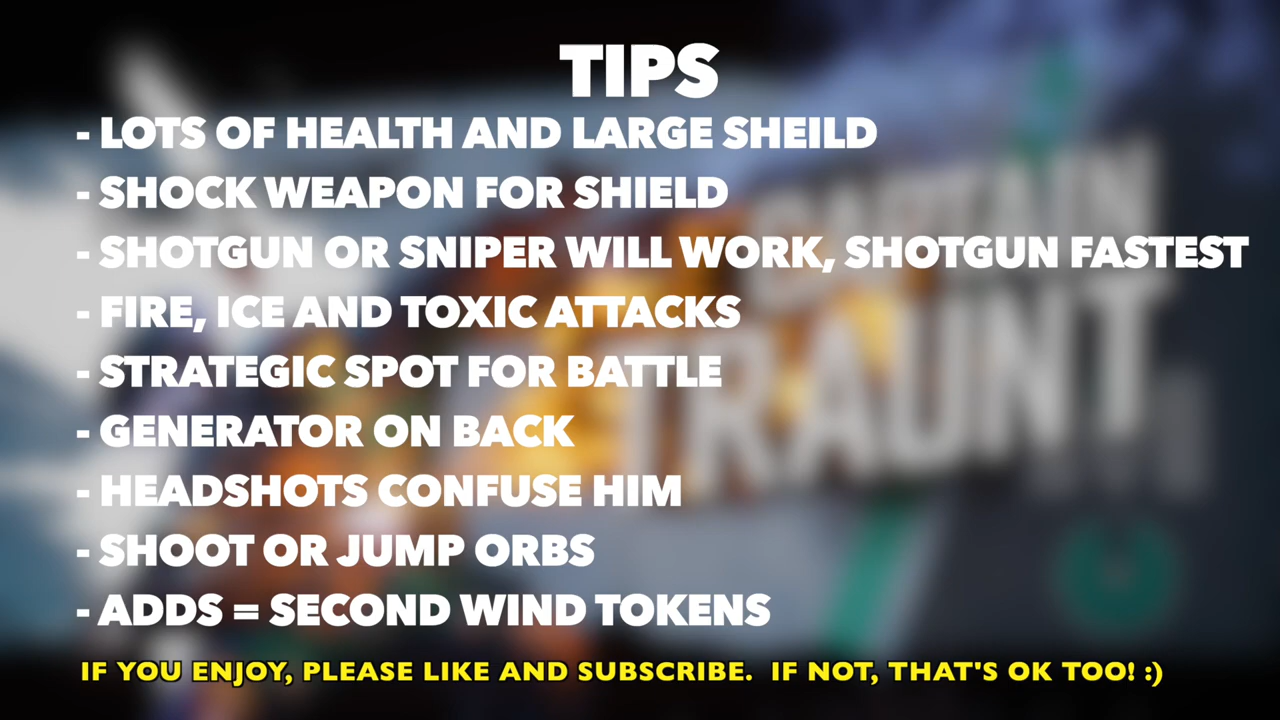 TIPS
- LOTS OF HEALTH AND LARGE SHEILD
- SHOCK WEAPON FOR SHIELD
- SHOTGUN OR SNIPER WILL WORK, SHOTGUN FASTEST
- FIRE, ICE AND TOXIC ATTACKS
- STRATEGIC SPOT FOR BATTLE
- GENERATOR ON BACK
- HEADSHOTS CONFUSE HIM
- SHOOT OR JUMP ORBS
- ADDS = SECOND WIND TOKENS
IF YOU ENJOY, PLEASE LIKE AND SUBSCRIBE.  IF NOT, THAT'S OK TOO! :)
CAPTAIN
TRAUNT